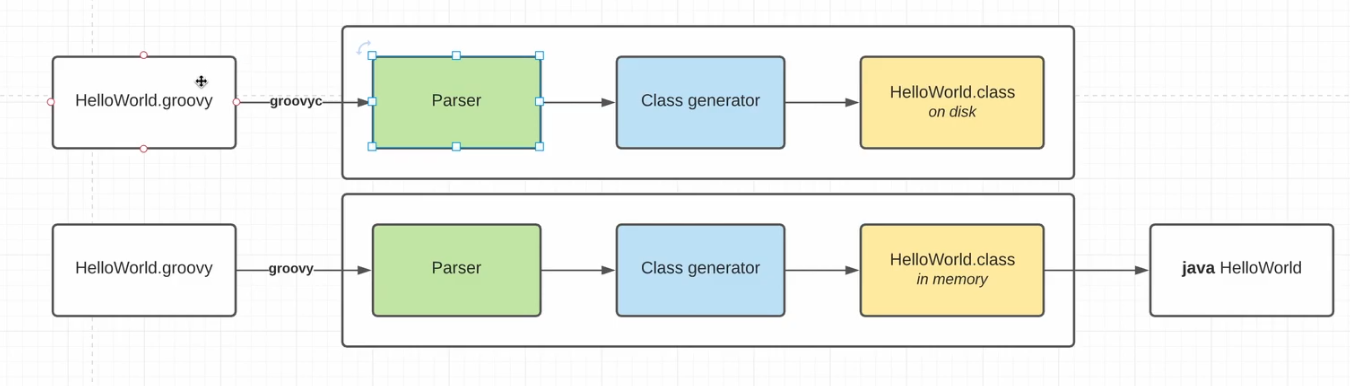 HelloWorld.groovy
groovyc
Parser
Class generator
HelloWorld.class
on disk
HelloWorld.groovy
groovy
Parser
Class generator
HelloWorld.class
in memory
java HelloWorld